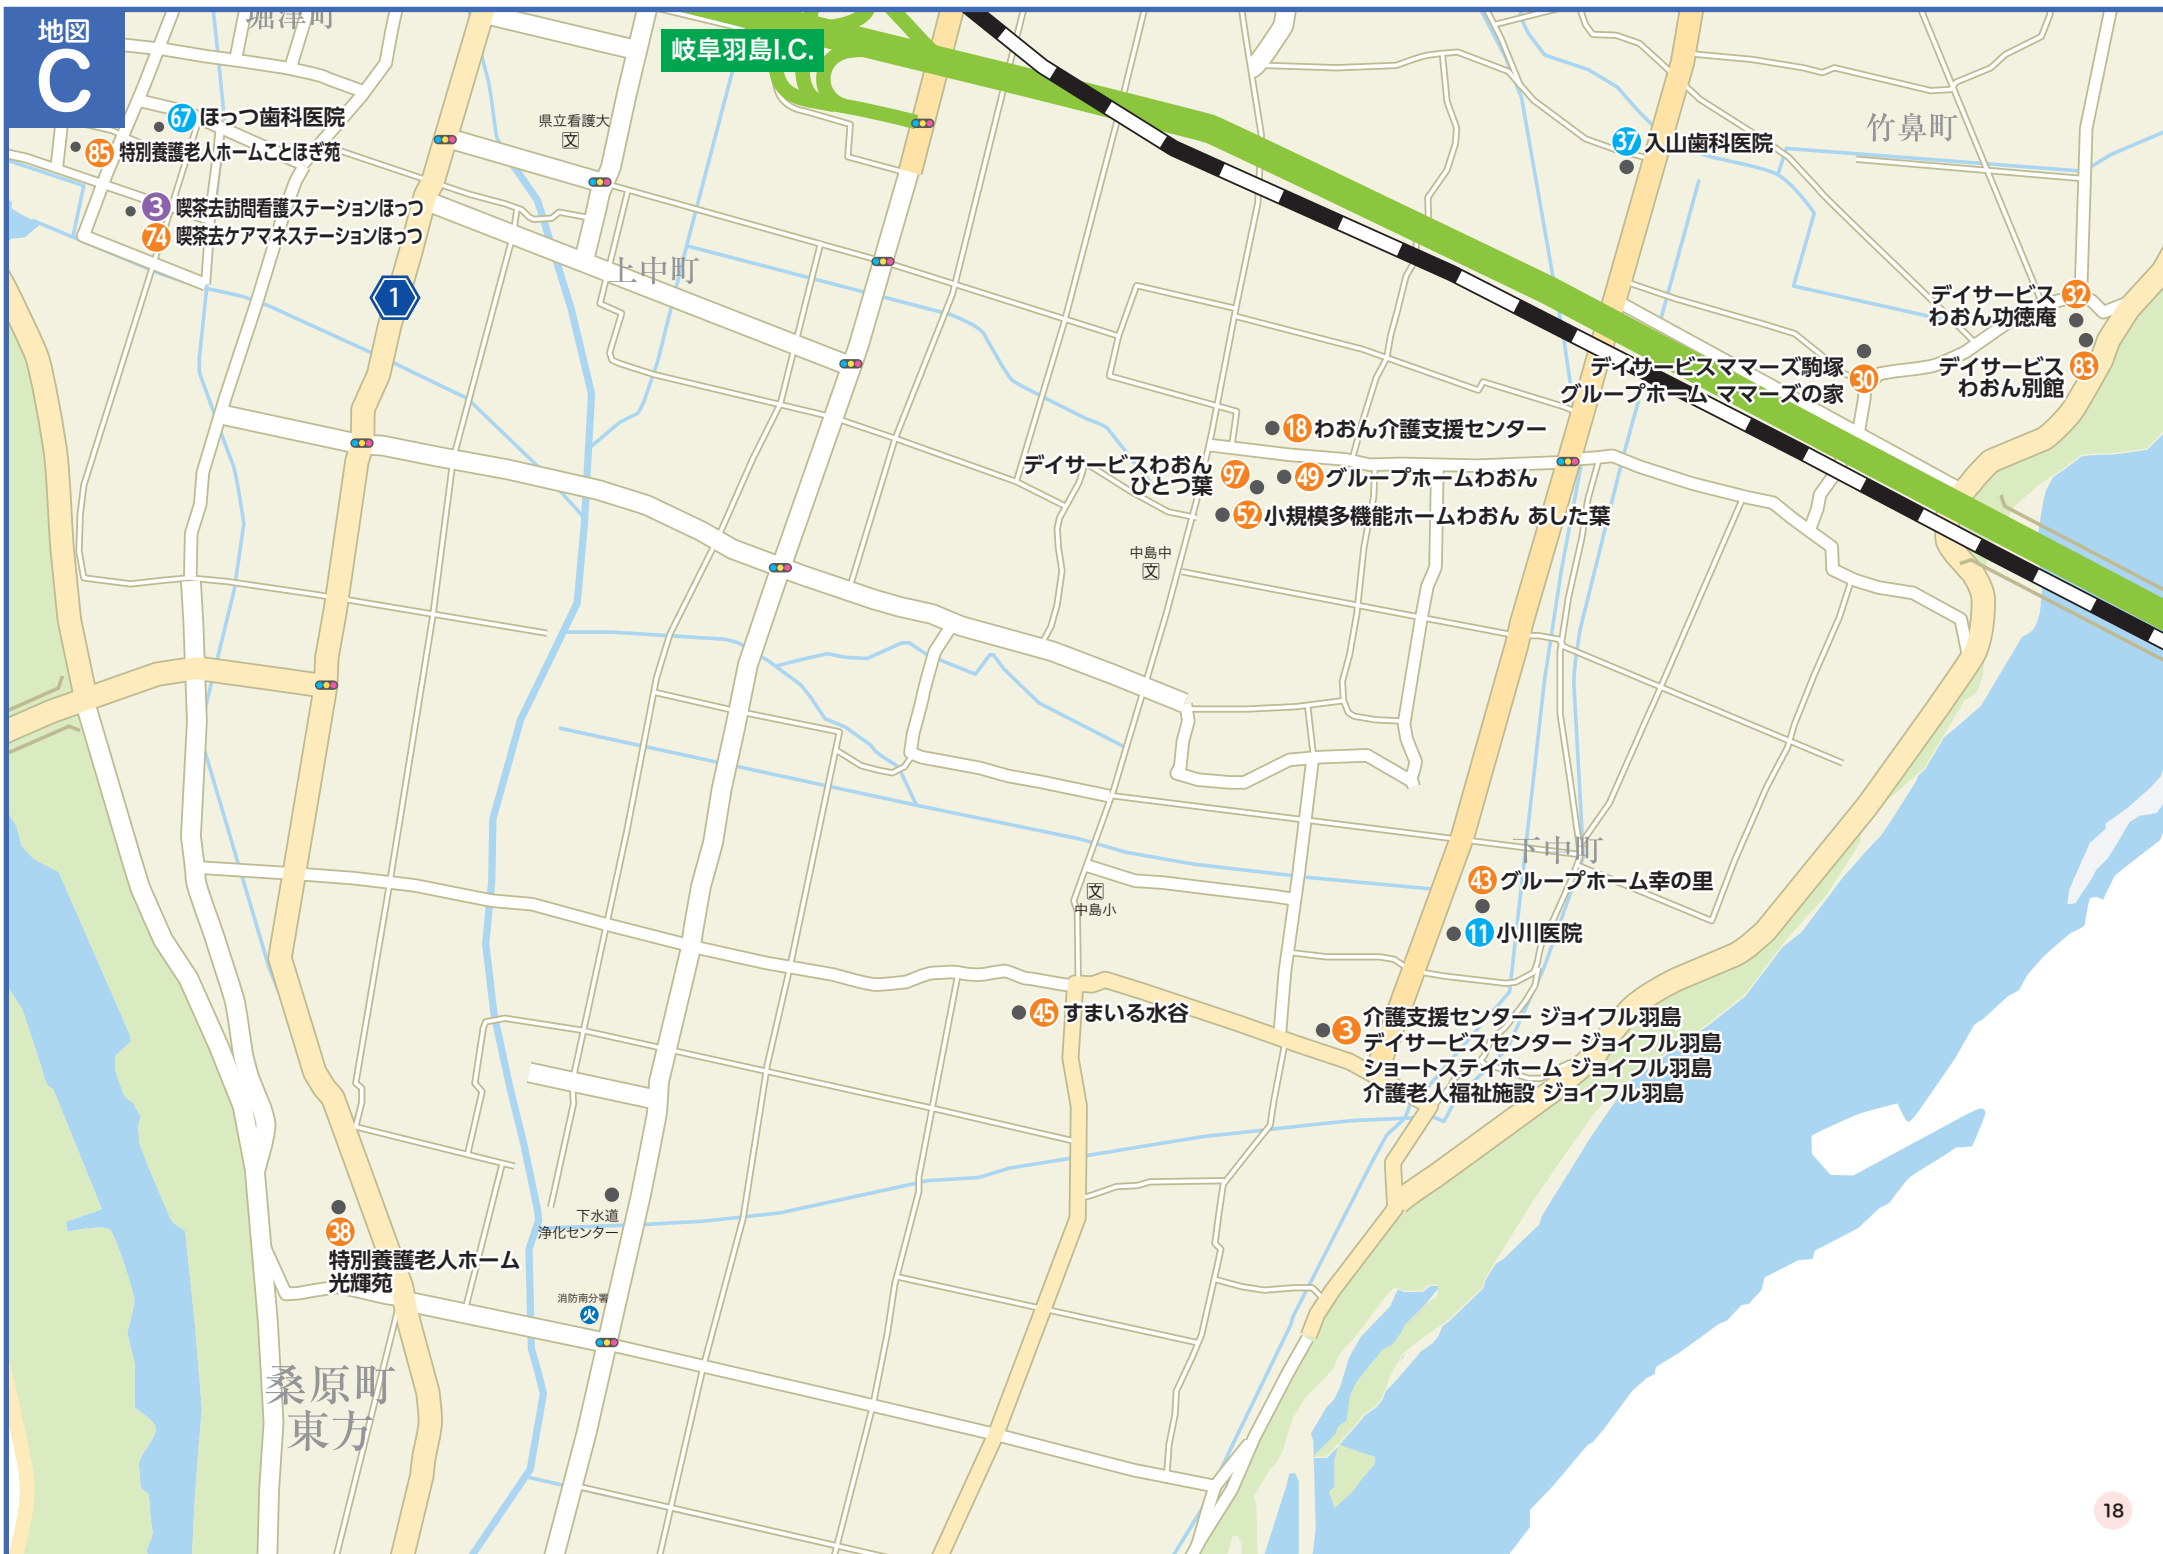 地図
C
堀津町
岐阜羽島I.C.
67 ほっつ歯科医院
85 特別養護老人ホームことほぎ苑
3 喫茶去訪問看護ステーションほっつ
74 喫茶去ケアマネステーションほっつ
県立看護大
文
1
上中町
37 入山歯科医院
竹鼻町
デイサービス 32
わおん功徳庵
デイサービス 83
わおん別館
デイサービスママーズ駒塚
30
グループホーム ママーズの家
18 わおん介護支援センター
デイサービスわおん 97
ひとつ葉
49 グループホームわおん
52 小規模多機能ホームわおん あした葉
中島中
文
下中町
43 グループホーム幸の里
11 小川医院
文
中島小
45 すまいる水谷
3
介護支援センター ジョイフル羽島
デイサービスセンター ジョイフル羽島
ショートステイホーム ジョイフル羽島
介護老人福祉施設 ジョイフル羽島
38
特別養護老人ホーム
光輝苑
下水道
浄化センター
消防南分署
火
桑原町
東方
18